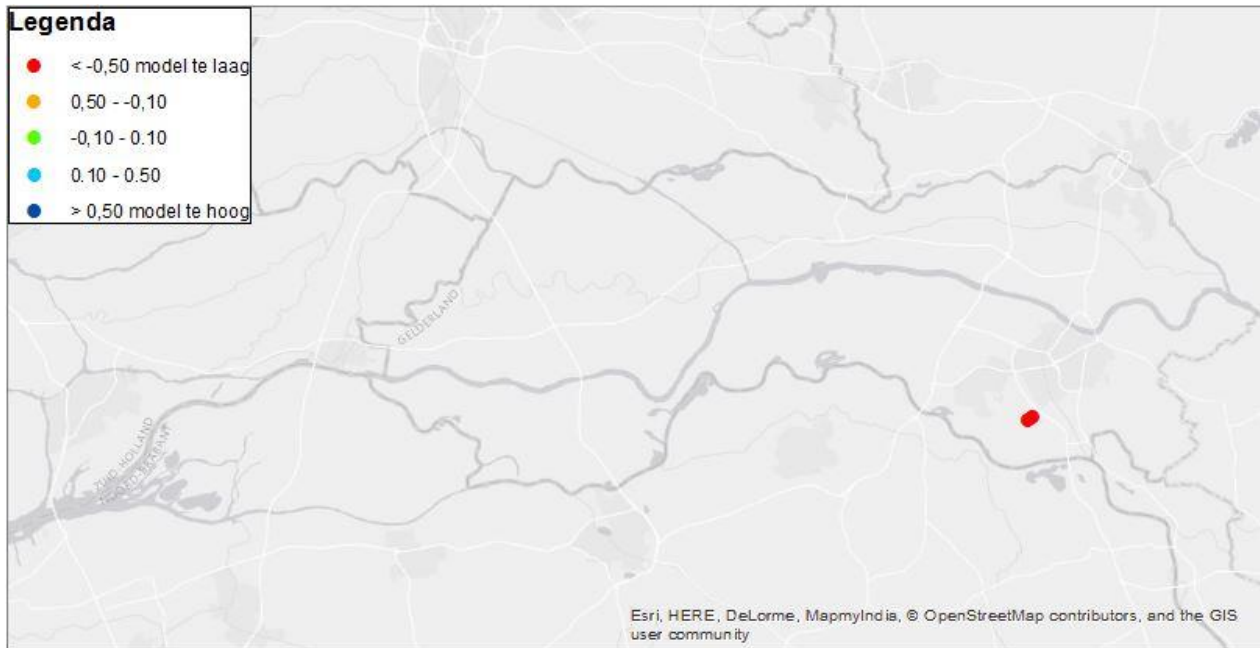 Legenda
< -0,50 model te laag
0,50 - -0,10
-0,10 - 0.10
0.10 - 0.50
> 0,50 model te hoog
GELDERLAND
ZUID-HOLLAND
NOORD-BRABANT
Esri, HERE, DeLorme, MapmyIndia, © OpenStreetMap contributors, and the GIS
user community